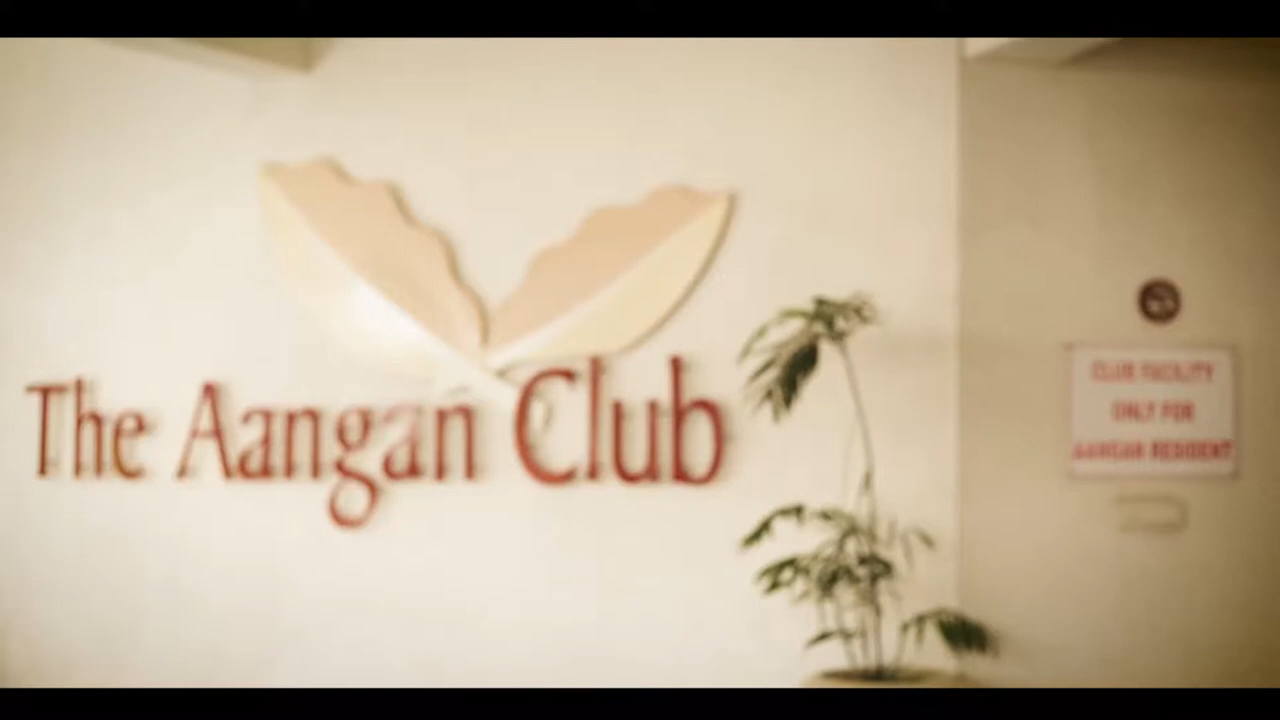 The Aangan Club
CLUB FACILITY
ONLY FOR
AANGAN RESIDENT